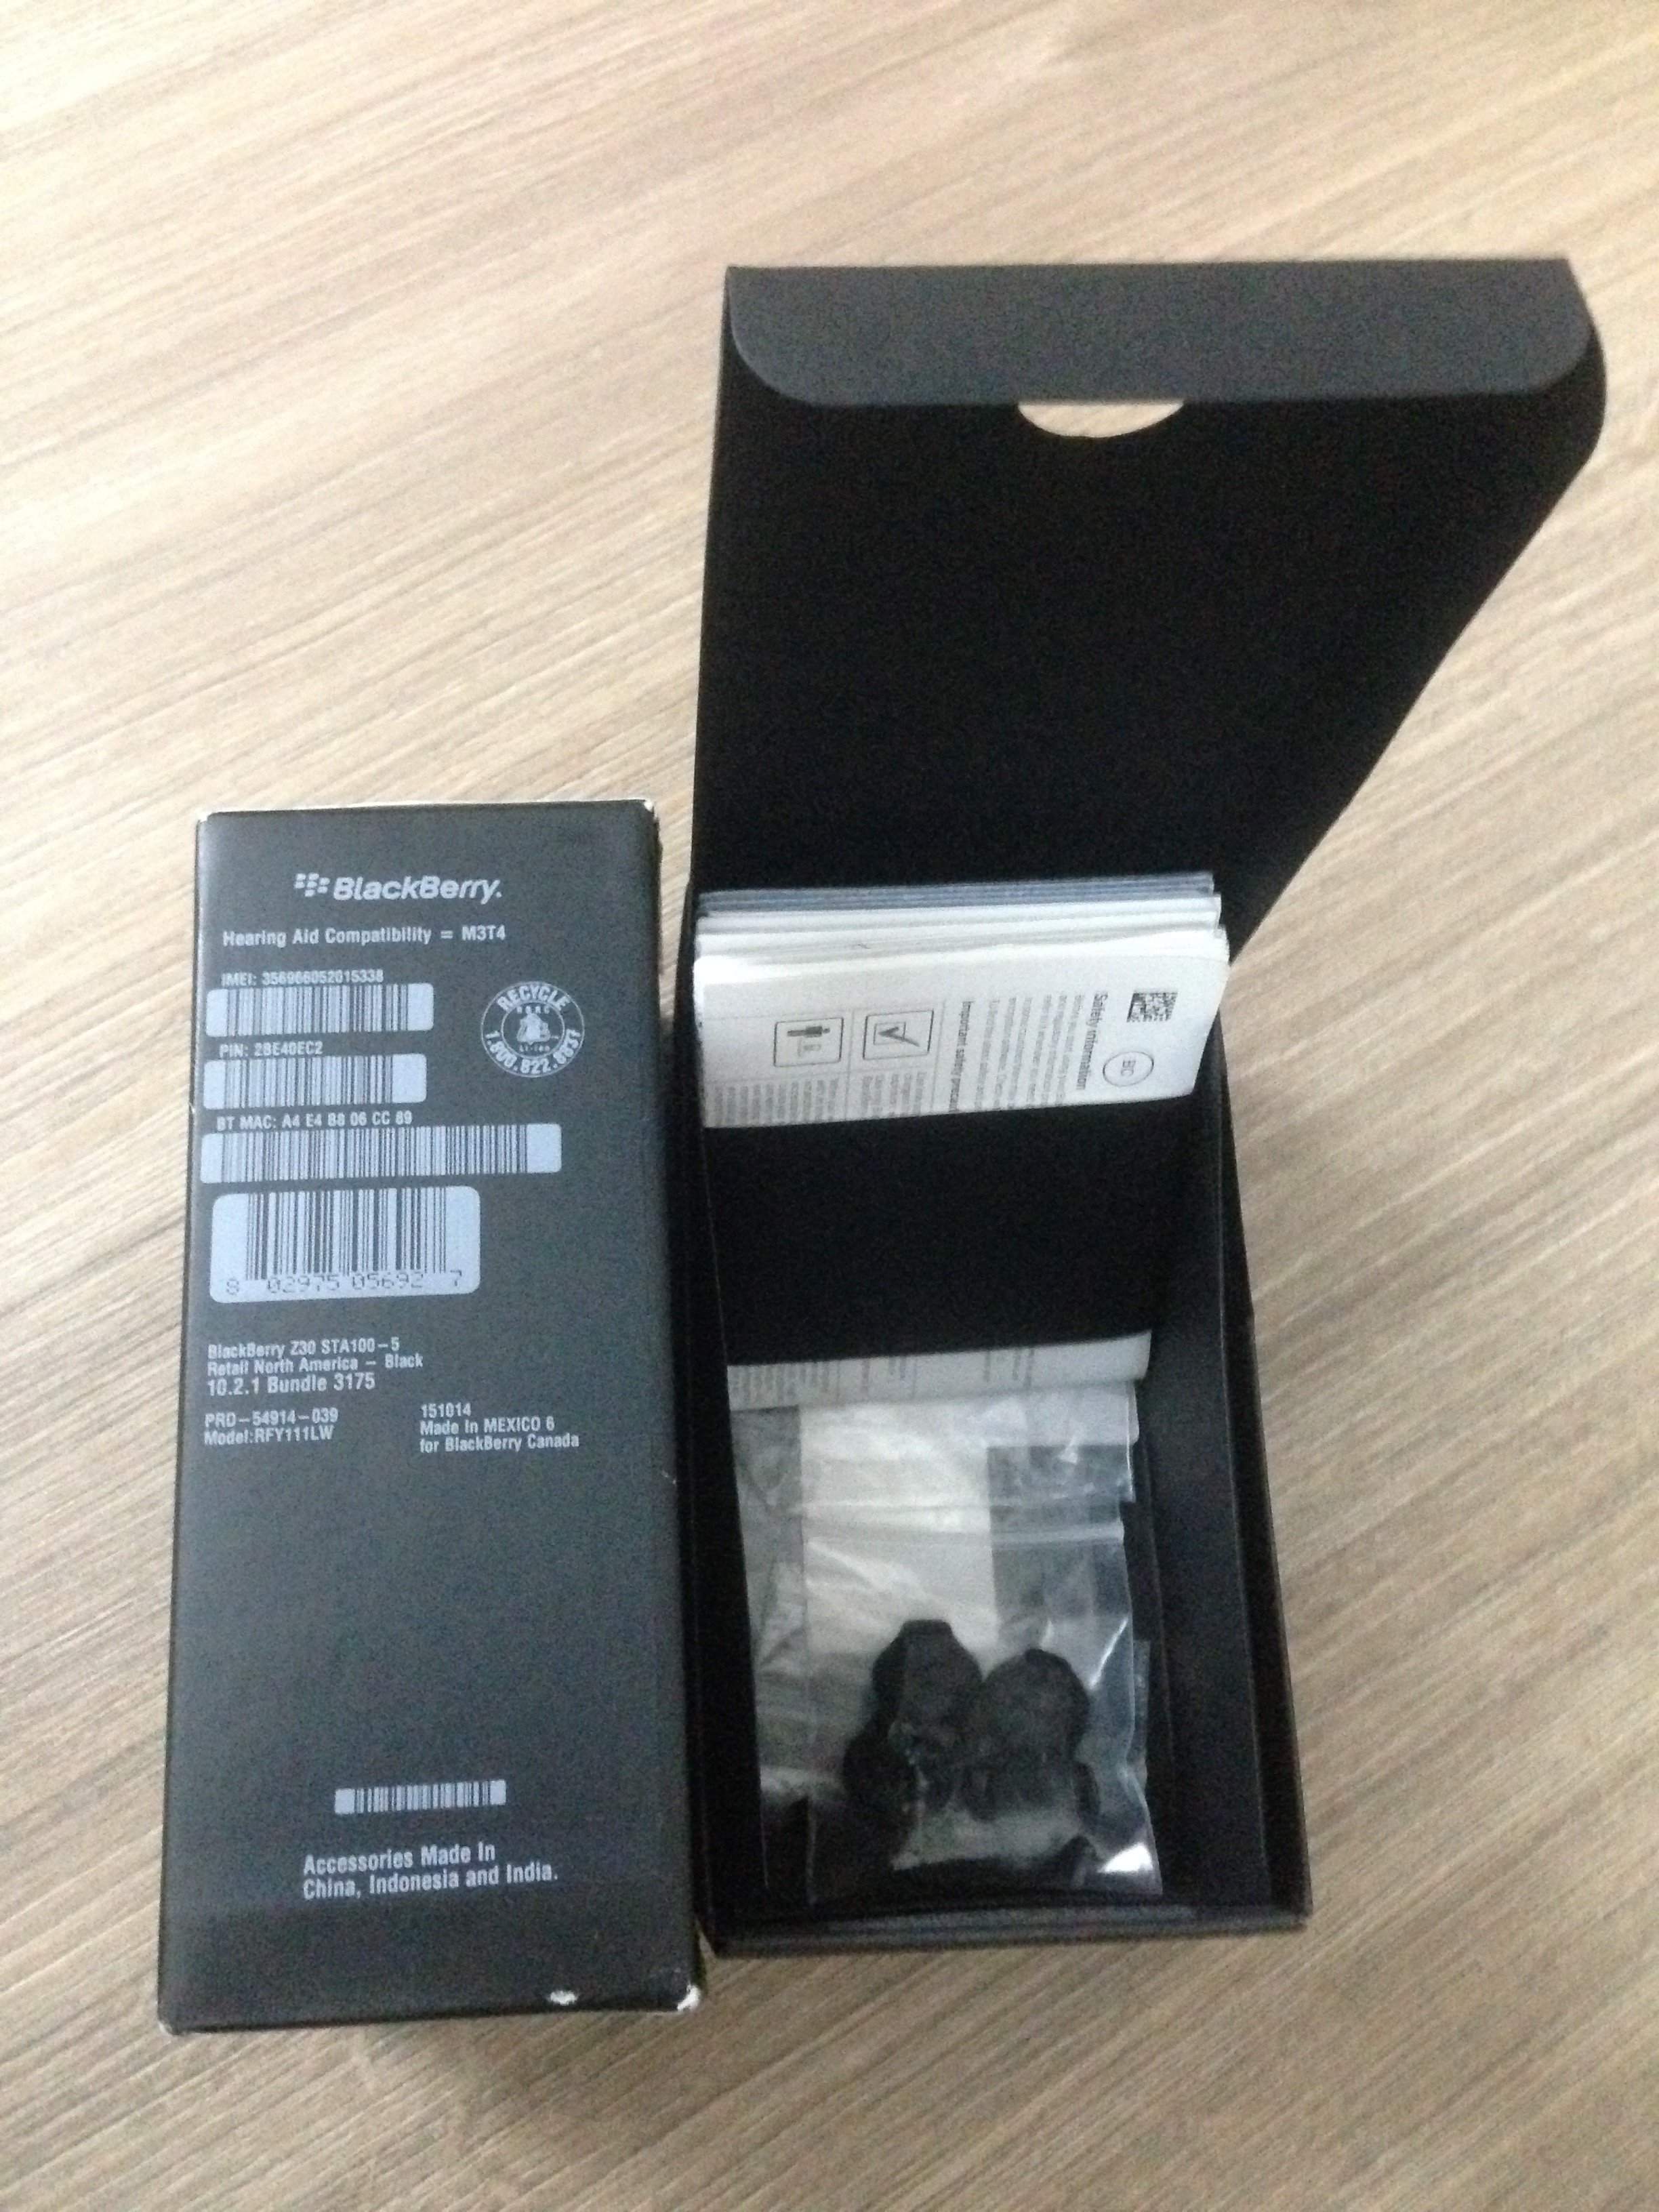 BlackBerry.
Hearing Aid Compatibility = M3T4
IMEI: 356966052015338
RECYCLE
RBRC
Li-Ion
1.800.822.8837
PIN: 2BE40EC2
BT MAC: A4 E4 B8 06 CC 89
8 02975 05692 7
BlackBerry Z30 STA100-5
Retail North America - Black
10.2.1 Bundle 3175
PRD-54914-039
Model:RFY111LW
151014
Made In MEXICO 6
for BlackBerry Canada
Accessories Made In
China, Indonesia and India.
Safety information
Important safety